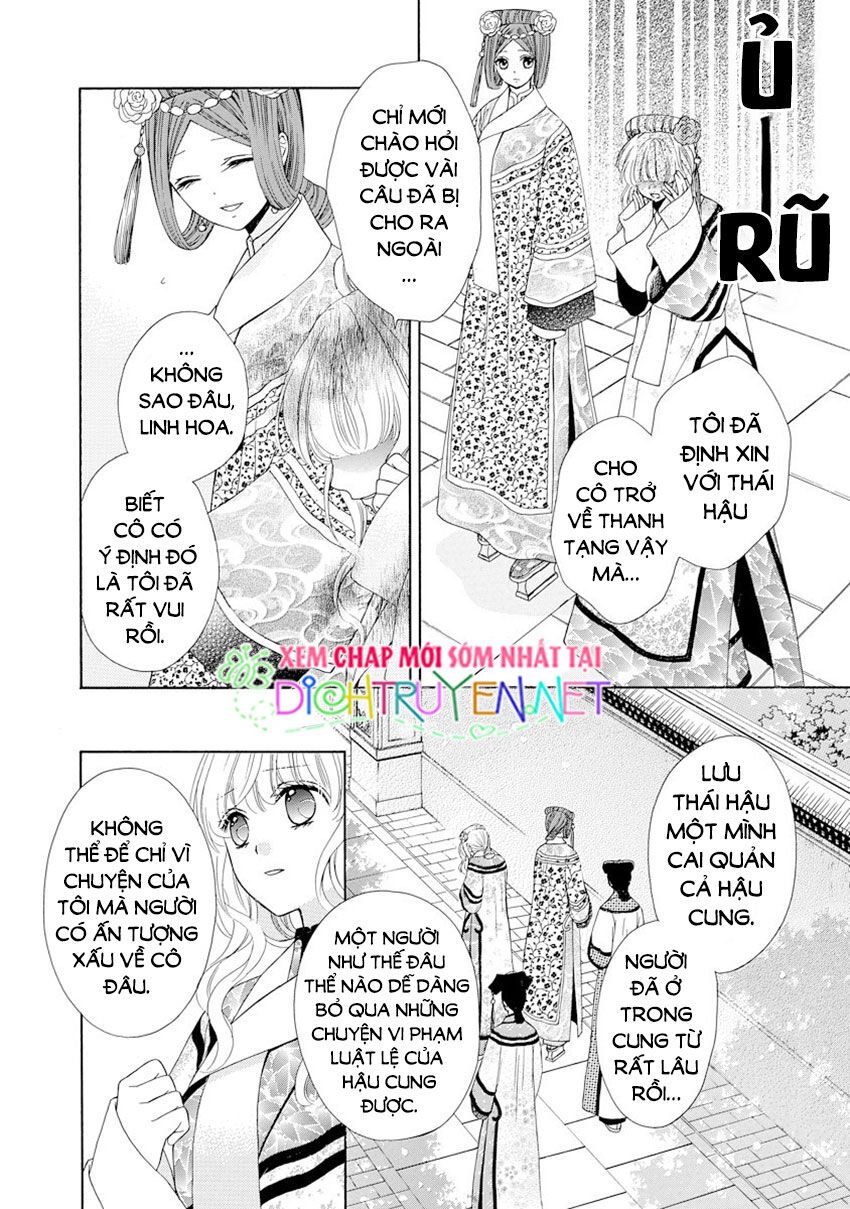 Ủ
RŨ
CHỈ MỚI
CHÀO HỎI
ĐƯỢC VÀI
CÂU ĐÃ BỊ
CHO RA
NGOÀI
...
TÔI ĐÃ
ĐỊNH XIN
VỚI THÁI
HẬU
CHO
CÔ TRỞ
VỀ THANH
TẠNG VẬY
MÀ...
...
KHÔNG
SAO ĐÂU,
LINH HOA.
BIẾT
CÔ CÓ
Ý ĐỊNH ĐÓ
LÀ TÔI ĐÃ
RẤT VUI
RỒI.
XEM CHAP MỚI SỚM NHẤT TẠI
DICHTRUYEN.NET
LƯU
THÁI HẬU
MỘT MÌNH
CAI QUẢN
CẢ HẬU
CUNG.
NGƯỜI
ĐÃ Ở
TRONG
CUNG TỪ
RẤT LÂU
RỒI...
MỘT NGƯỜI
NHƯ THẾ ĐÂU
THỂ NÀO DỄ DÀNG
BỎ QUA NHỮNG
CHUYỆN VI PHẠM
LUẬT LỆ CỦA
HẬU CUNG
ĐƯỢC.
KHÔNG
THỂ ĐỂ CHỈ VÌ
CHUYỆN CỦA
TÔI MÀ NGƯỜI
CÓ ẤN TƯỢNG
XẤU VỀ CÔ
ĐÂU.